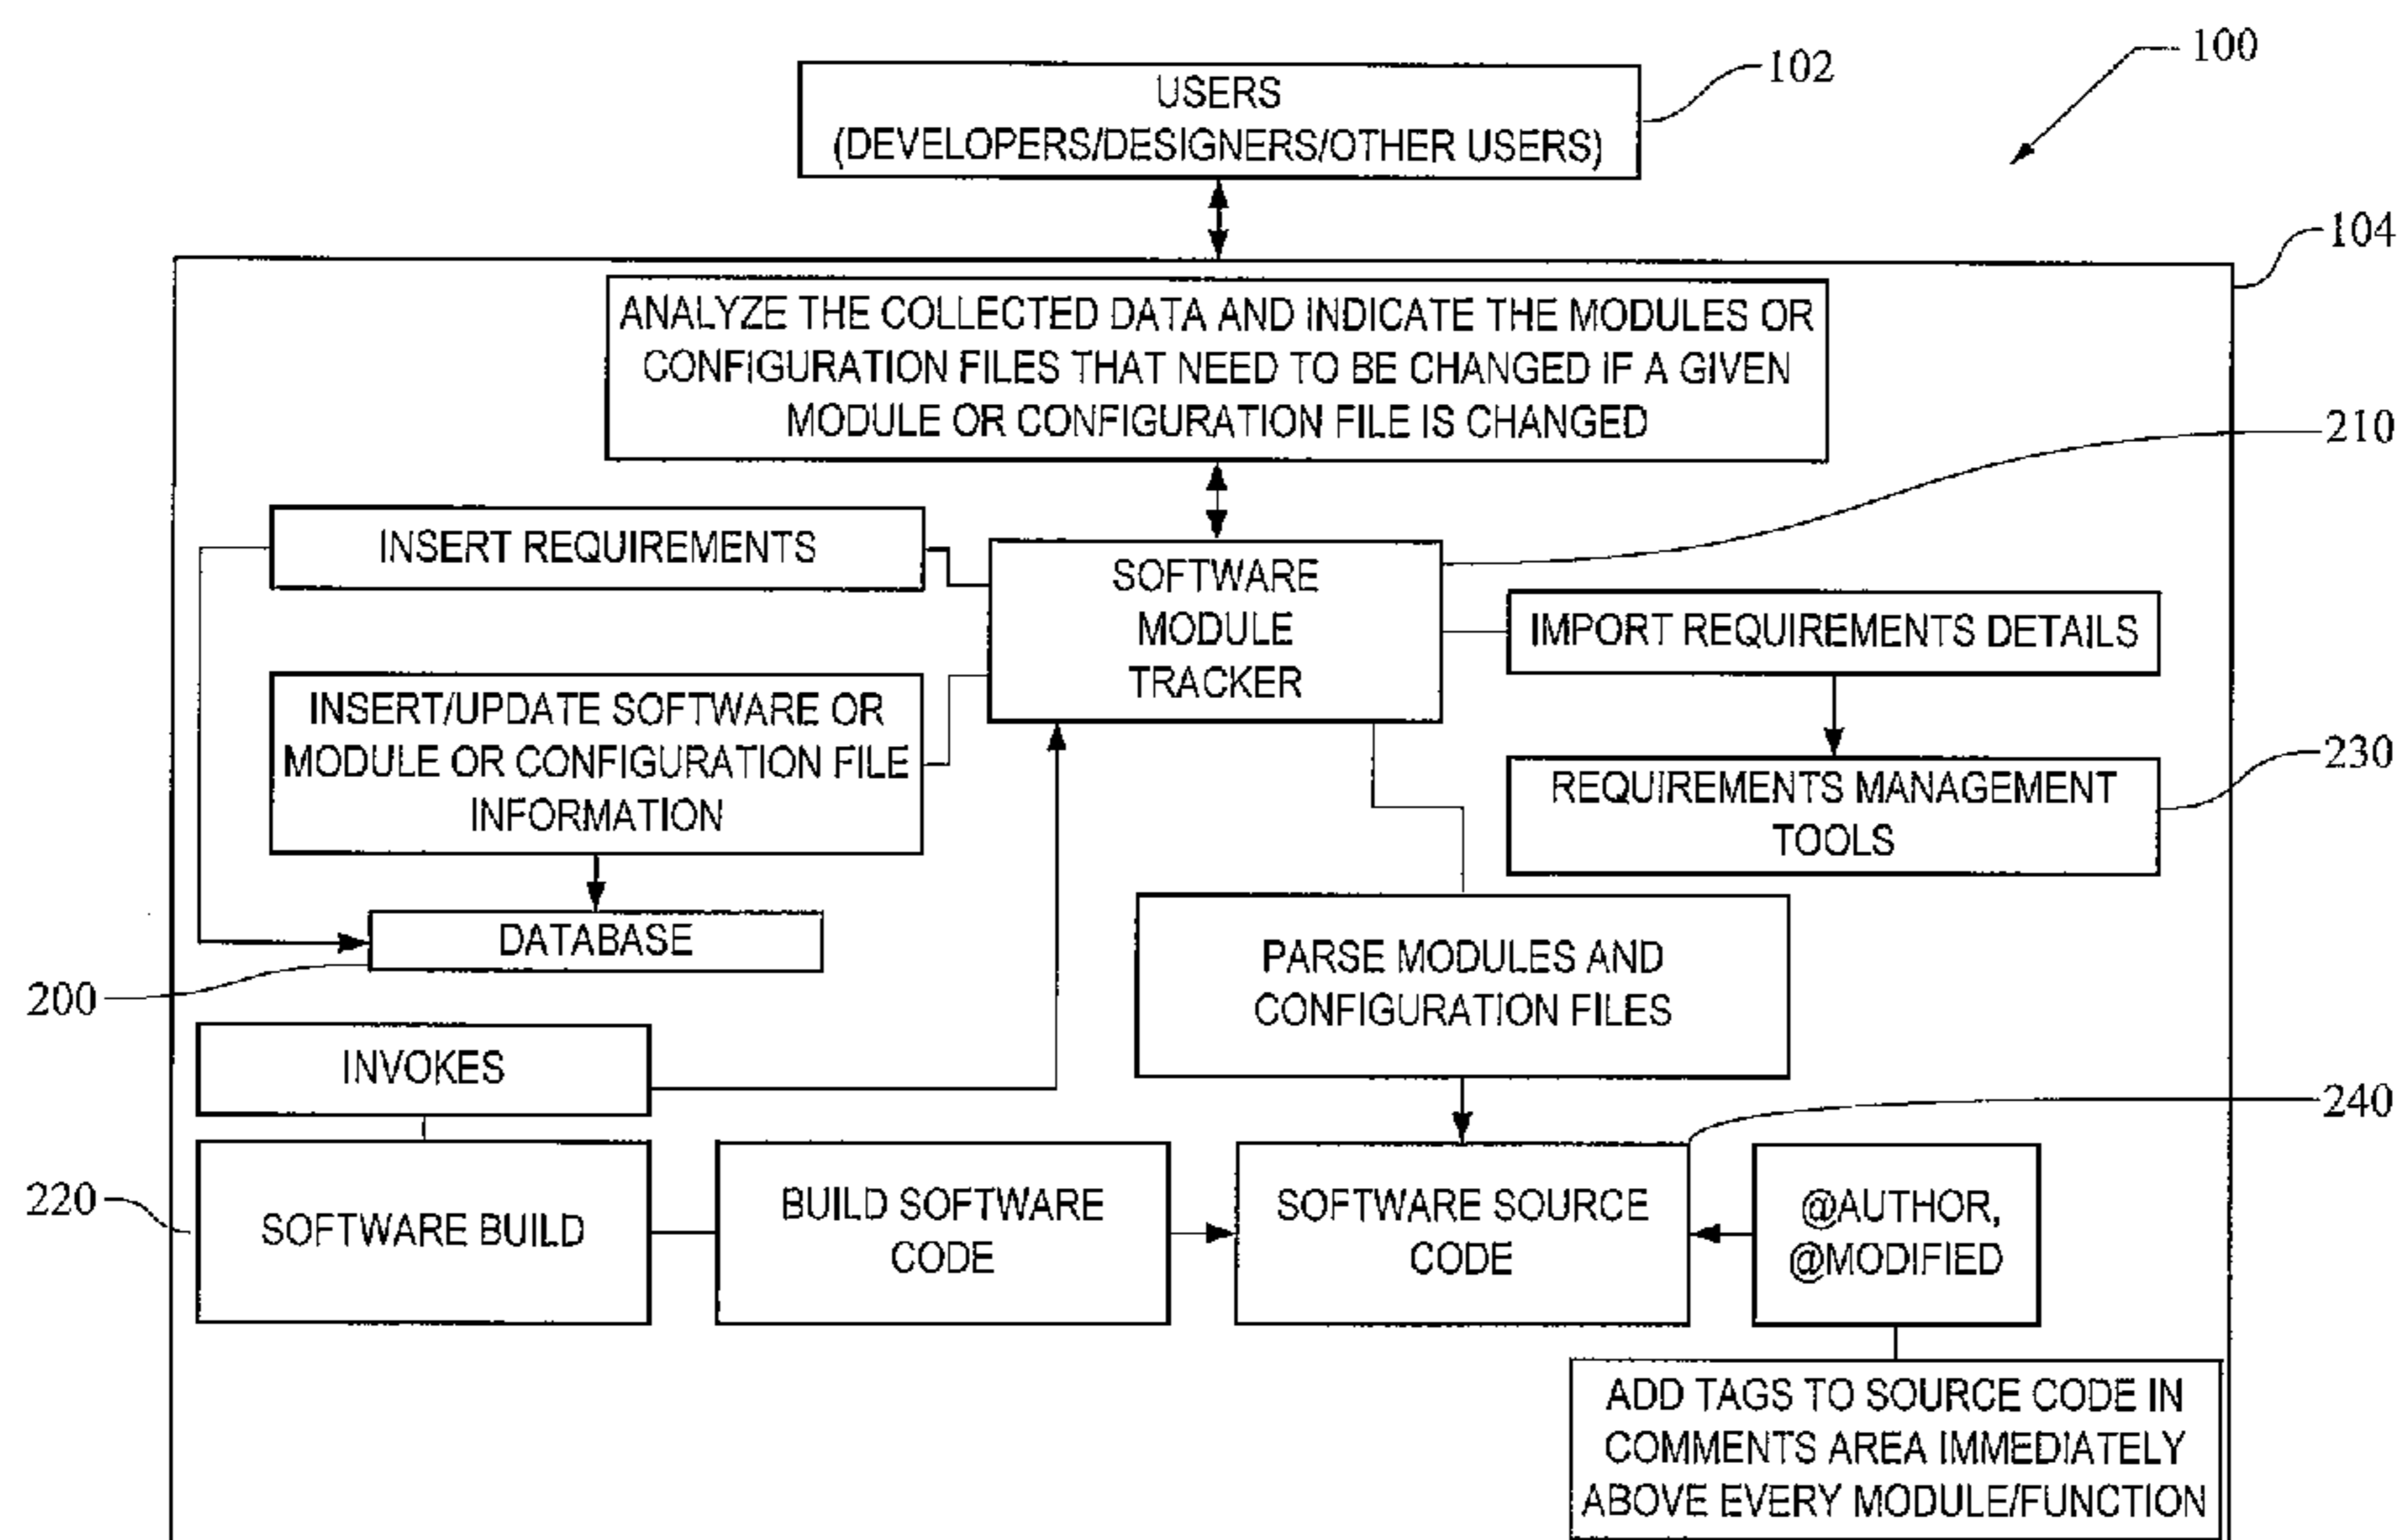 100
USERS
(DEVELOPERS/DESIGNERS/OTHER USERS)
102
104
ANALYZE THE COLLECTED DATA AND INDICATE THE MODULES OR
CONFIGURATION FILES THAT NEED TO BE CHANGED IF A GIVEN
MODULE OR CONFIGURATION FILE IS CHANGED
210
INSERT REQUIREMENTS
SOFTWARE
MODULE
TRACKER
IMPORT REQUIREMENTS DETAILS
INSERT/UPDATE SOFTWARE OR
MODULE OR CONFIGURATION FILE
INFORMATION
REQUIREMENTS MANAGEMENT
TOOLS
230
DATABASE
200
PARSE MODULES AND
CONFIGURATION FILES
INVOKES
240
220
SOFTWARE BUILD
BUILD SOFTWARE
CODE
SOFTWARE SOURCE
CODE
@AUTHOR,
@MODIFIED
ADD TAGS TO SOURCE CODE IN
COMMENTS AREA IMMEDIATELY
ABOVE EVERY MODULE/FUNCTION